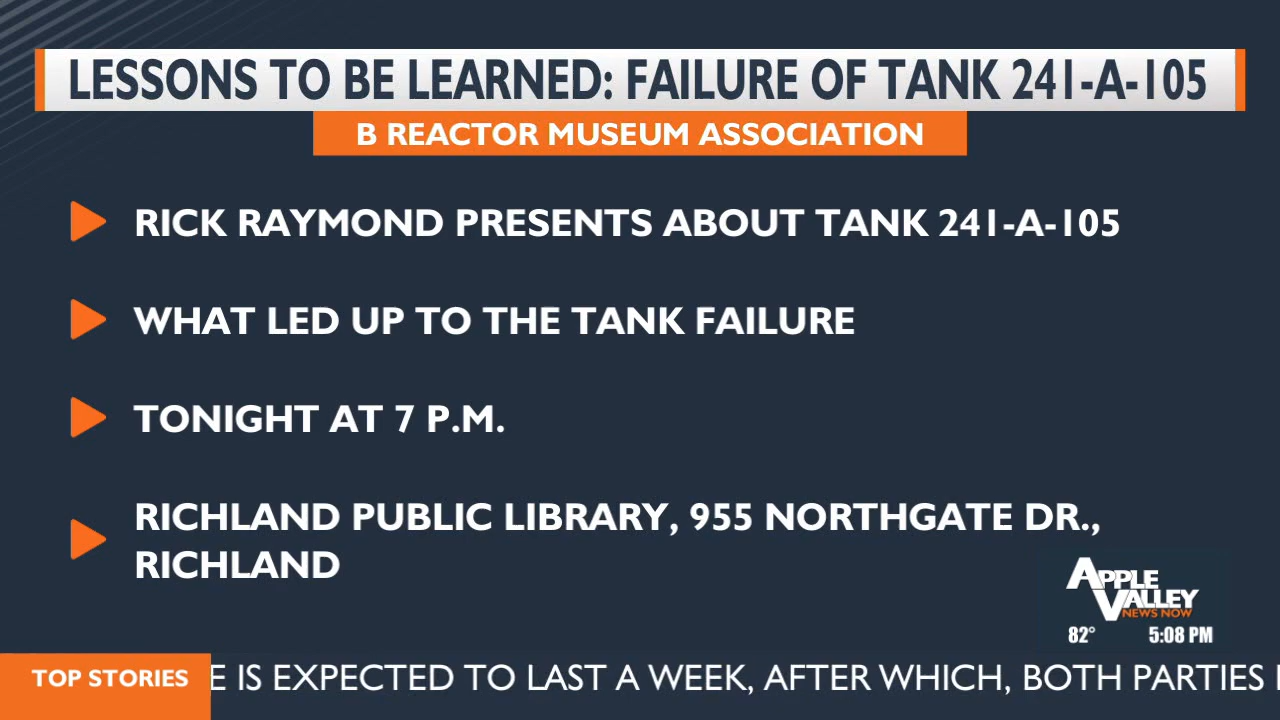 LESSONS TO BE LEARNED: FAILURE OF TANK 241-A-105
B REACTOR MUSEUM ASSOCIATION
RICK RAYMOND PRESENTS ABOUT TANK 241-A-105
WHAT LED UP TO THE TANK FAILURE
TONIGHT AT 7 P.M.
RICHLAND PUBLIC LIBRARY, 955 NORTHGATE DR.,
RICHLAND
APPLE
VALLEY
NEWS NOW
82° 5:08 PM
TOP STORIES E IS EXPECTED TO LAST A WEEK, AFTER WHICH, BOTH PARTIES